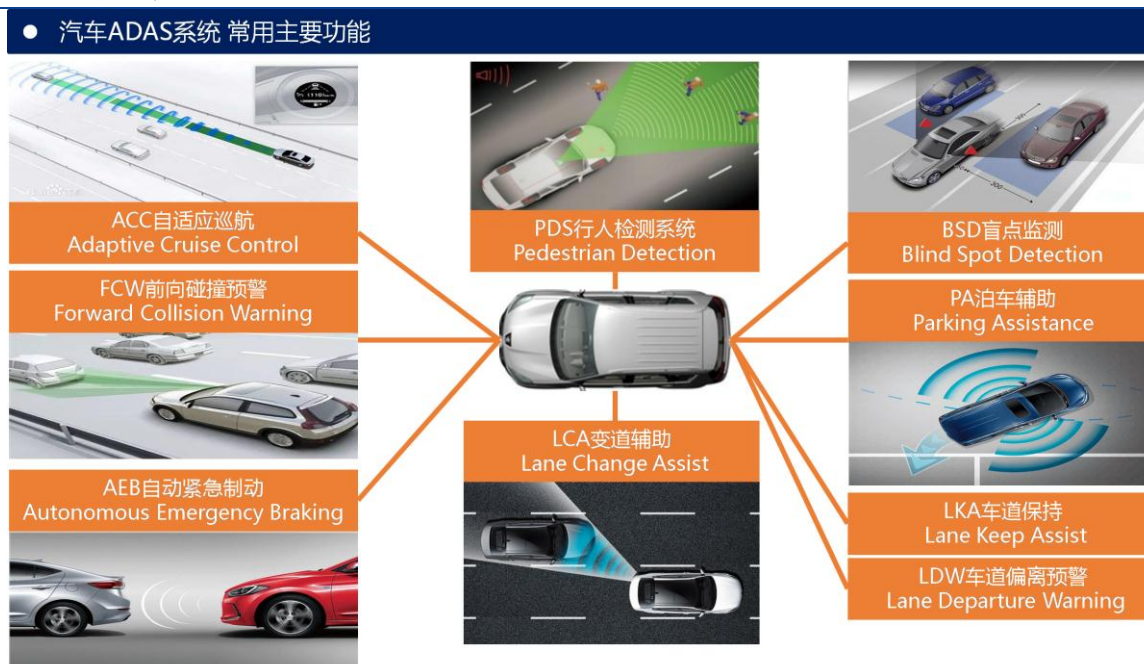 ● 汽车ADAS系统 常用主要功能
ACC自适应巡航
Adaptive Cruise Control
FCW前向碰撞预警
Forward Collision Warning
AEB自动紧急制动
Autonomous Emergency Braking
PDS行人检测系统
Pedestrian Detection
LCA变道辅助
Lane Change Assist
BSD盲点监测
Blind Spot Detection
PA泊车辅助
Parking Assistance
LKA车道保持
Lane Keep Assist
LDW车道偏离预警
Lane Departure Warning